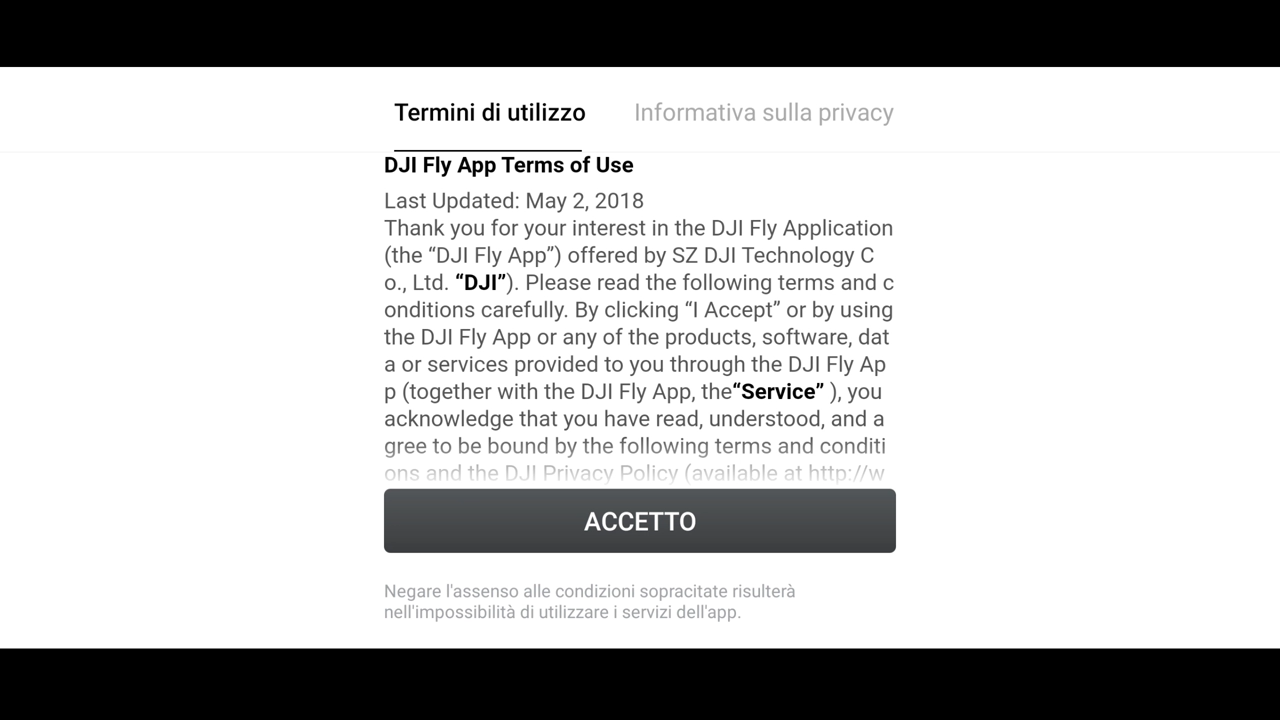 Termini di utilizzo
Informativa sulla privacy
DJI Fly App Terms of Use
Last Updated: May 2, 2018
Thank you for your interest in the DJI Fly Application
(the “DJI Fly App”) offered by SZ DJI Technology C
o., Ltd. “DJI”). Please read the following terms and c
onditions carefully. By clicking “I Accept” or by using
the DJI Fly App or any of the products, software, dat
a or services provided to you through the DJI Fly Ap
p (together with the DJI Fly App, the“Service” ), you
acknowledge that you have read, understood, and a
gree to be bound by the following terms and conditi
ons and the DJI Privacy Policy (available at http://w
ACCETTO
Negare l'assenso alle condizioni sopracitate risulterà
nell'impossibilità di utilizzare i servizi dell'app.